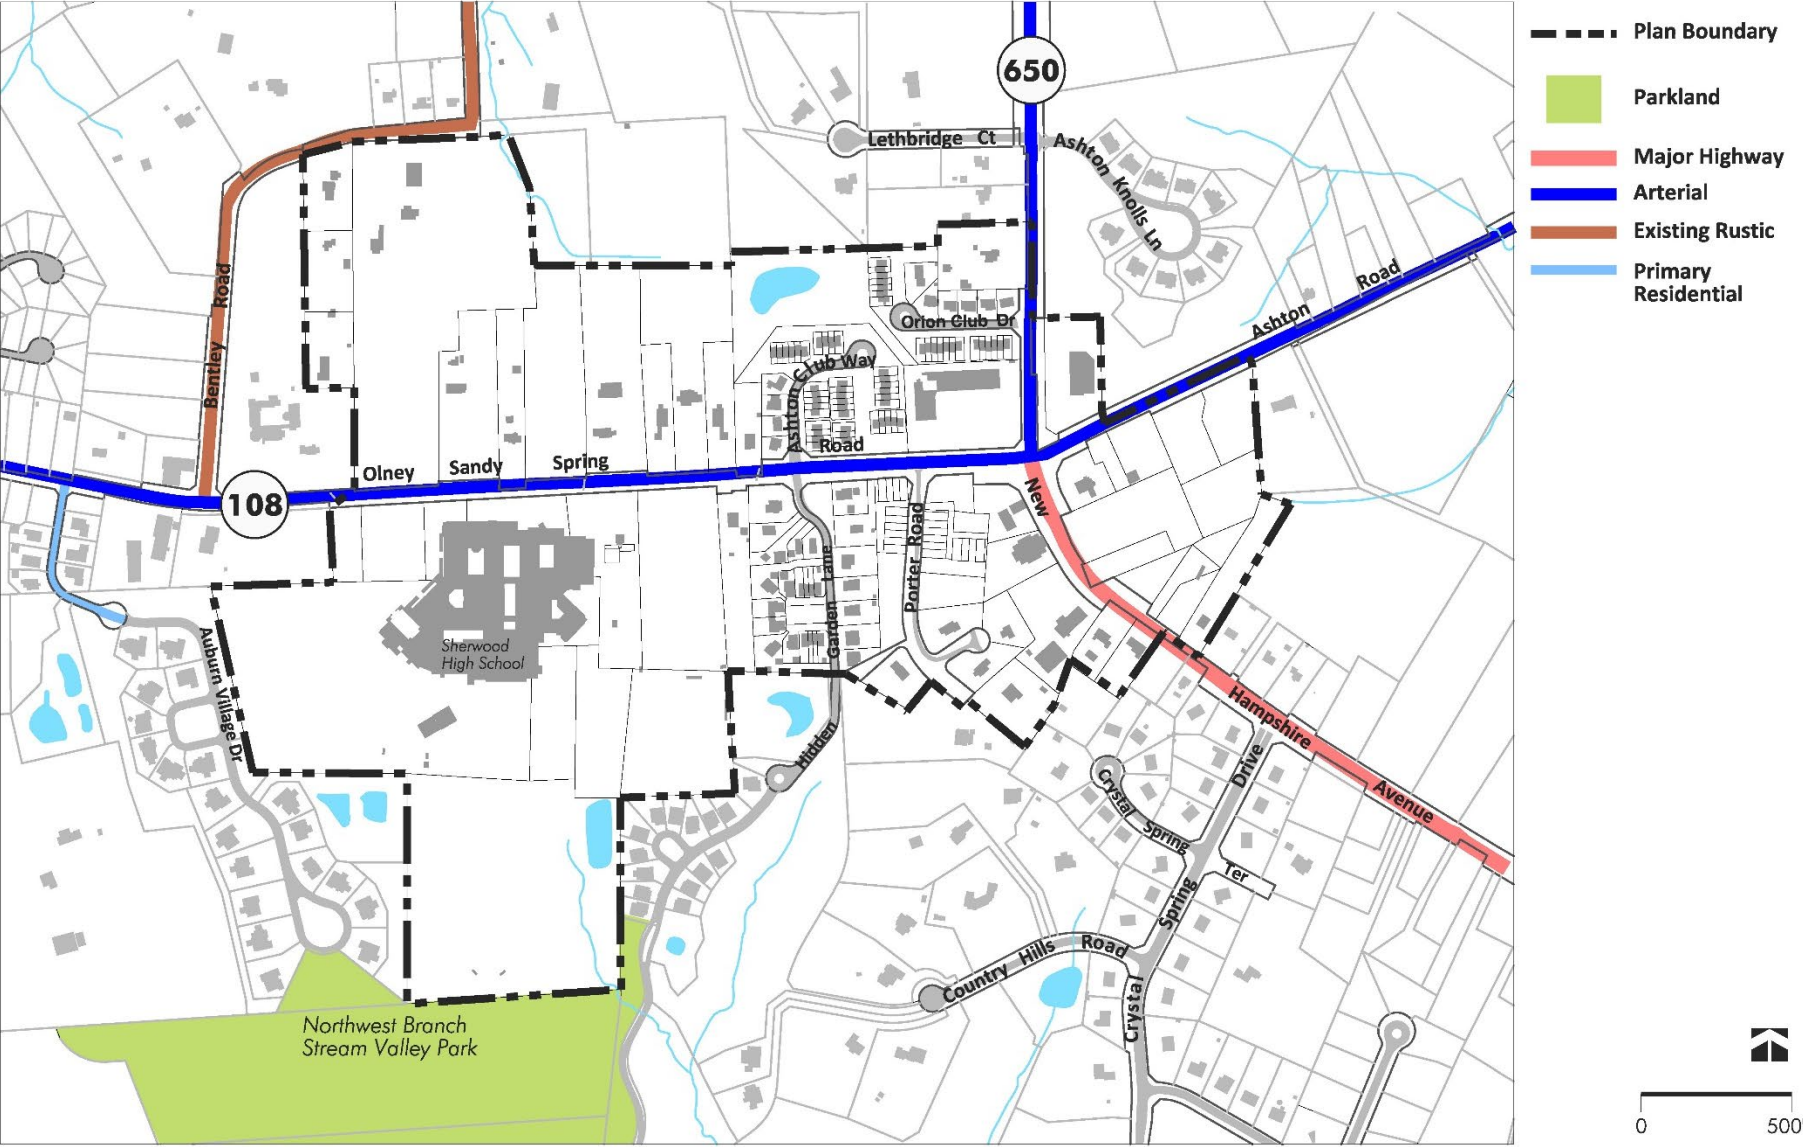 650
Lethbridge Ct
Ashton Knolls Ln
Ashton Road
Bentley Road
Orion Club Dr
Ashton Club Way
Olney Sandy Spring Road
108
New Hampshire Avenue
Porter Road
Hidden Garden Lane
Sherwood
High School
Auburn Village Dr
Crystal Spring Drive
Crystal Spring Ter
Country Hills Road
Northwest Branch
Stream Valley Park
Plan Boundary
Parkland
Major Highway
Arterial
Existing Rustic
Primary
Residential
0 500